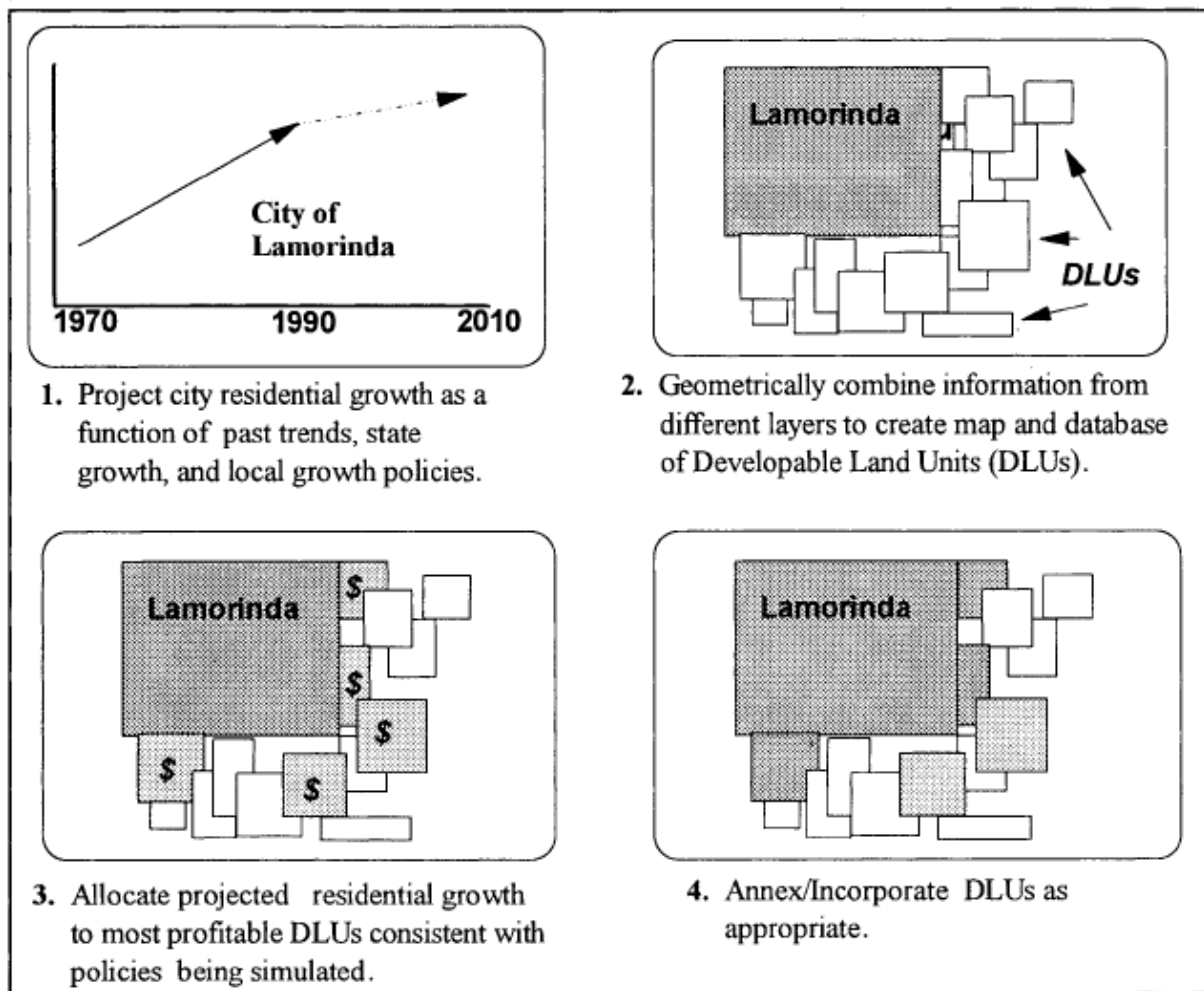 City of
Lamorinda
1970 1990 2010
1. Project city residential growth as a
function of past trends, state
growth, and local growth policies.
Lamorinda
DLUs
2. Geometrically combine information from
different layers to create map and database
of Developable Land Units (DLUs).
Lamorinda
$
$
$
$
$
3. Allocate projected residential growth
to most profitable DLUs consistent with
policies being simulated.
Lamorinda
4. Annex/Incorporate DLUs as
appropriate.